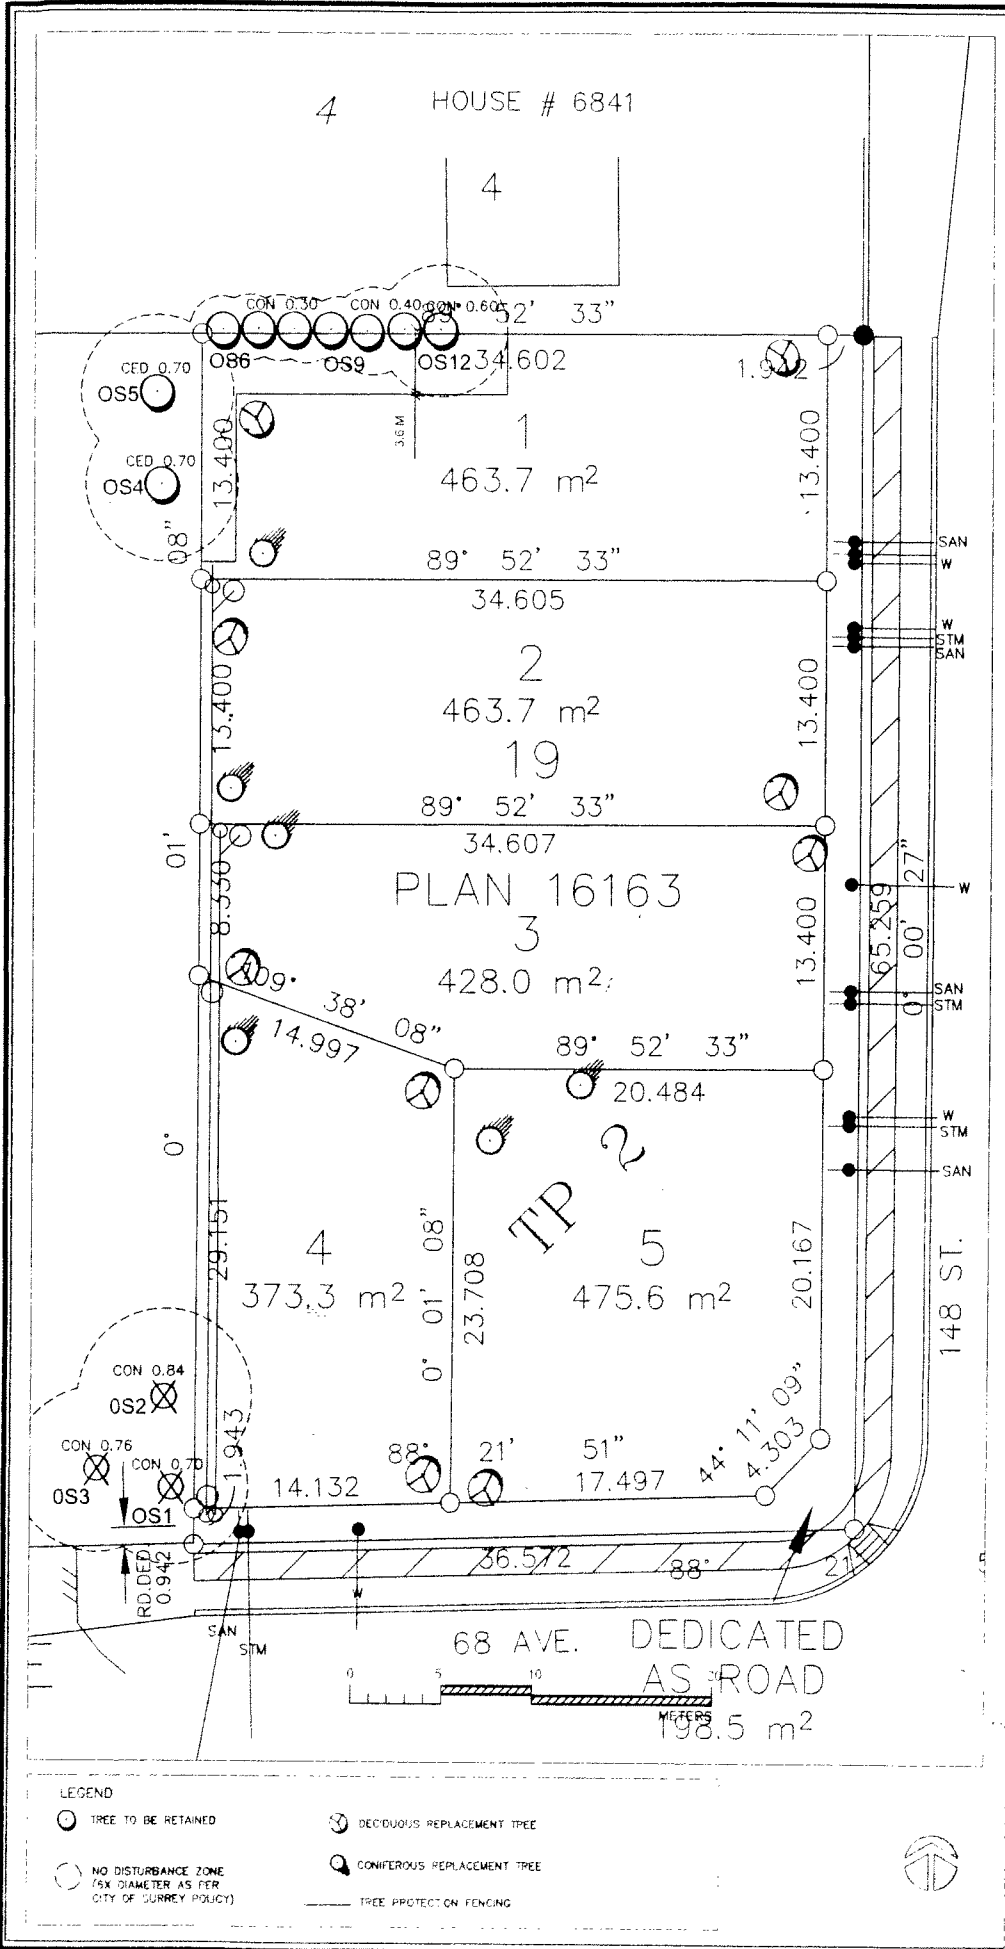 4
HOUSE # 6841
4
CON 0.30
CON 0.40
CON 0.60
89° 52' 33"
OS6
OS9
OS12
34.602
1.942
CED 0.70
OS5
CED 0.70
OS4
13.400
3.6 M
1
463.7 m²
13.400
08"
89° 52' 33"
34.605
SAN
W
W
STM
SAN
2
463.7 m²
13.400
13.400
19
89° 52' 33"
34.607
01'
8.330
PLAN 16163
3
428.0 m²
13.400
W
65.259
0° 00' 27"
SAN
STM
109° 38' 08"
14.997
89° 52' 33"
20.484
W
STM
SAN
0°
29.151
TP 2
4
373.3 m²
0° 01' 08"
23.708
5
475.6 m²
20.167
148 ST.
CON 0.84
OS2
CON 0.76
OS3
CON 0.70
OS1
1.943
88° 21' 51"
14.132
17.497
44° 11' 09"
4.303
RD.DED
0.942
36.572
88°
21'
SAN
STM
W
68 AVE.
DEDICATED
AS ROAD
198.5 m²
0 5 10
METERS
LEGEND
TREE TO BE RETAINED
DECIDUOUS REPLACEMENT TREE
NO DISTURBANCE ZONE
(6X DIAMETER AS PER
CITY OF SURREY POLICY)
CONIFEROUS REPLACEMENT TREE
TREE PROTECTION FENCING